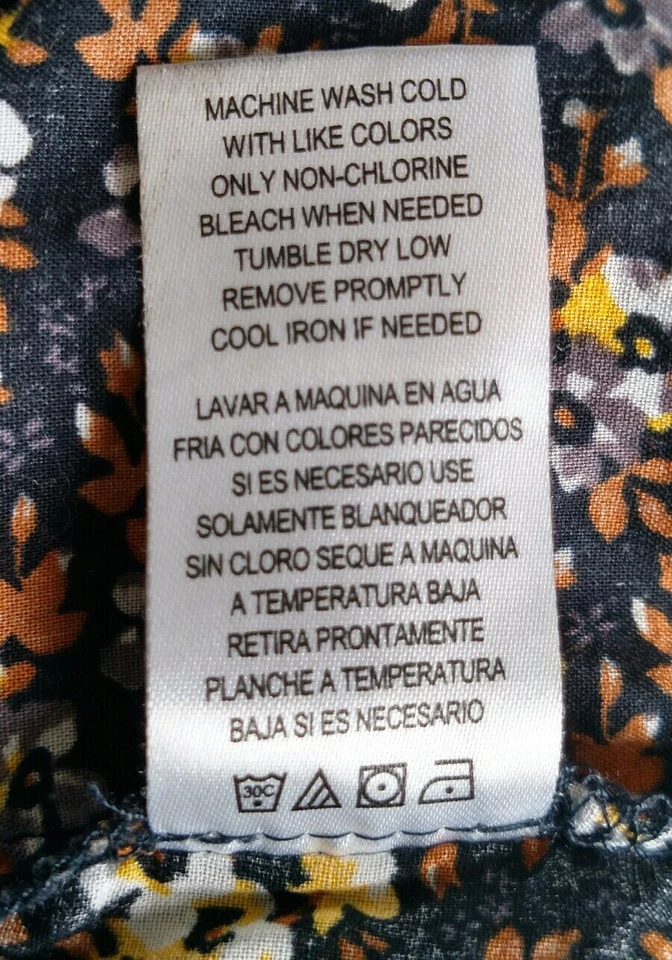 MACHINE WASH COLD
WITH LIKE COLORS
ONLY NON-CHLORINE
BLEACH WHEN NEEDED
TUMBLE DRY LOW
REMOVE PROMPTLY
COOL IRON IF NEEDED
LAVAR A MAQUINA EN AGUA
FRIA CON COLORES PARECIDOS
SI ES NECESARIO USE
SOLAMENTE BLANQUEADOR
SIN CLORO SEQUE A MAQUINA
A TEMPERATURA BAJA
RETIRA PRONTAMENTE
PLANCHE A TEMPERATURA
BAJA SI ES NECESARIO
30C